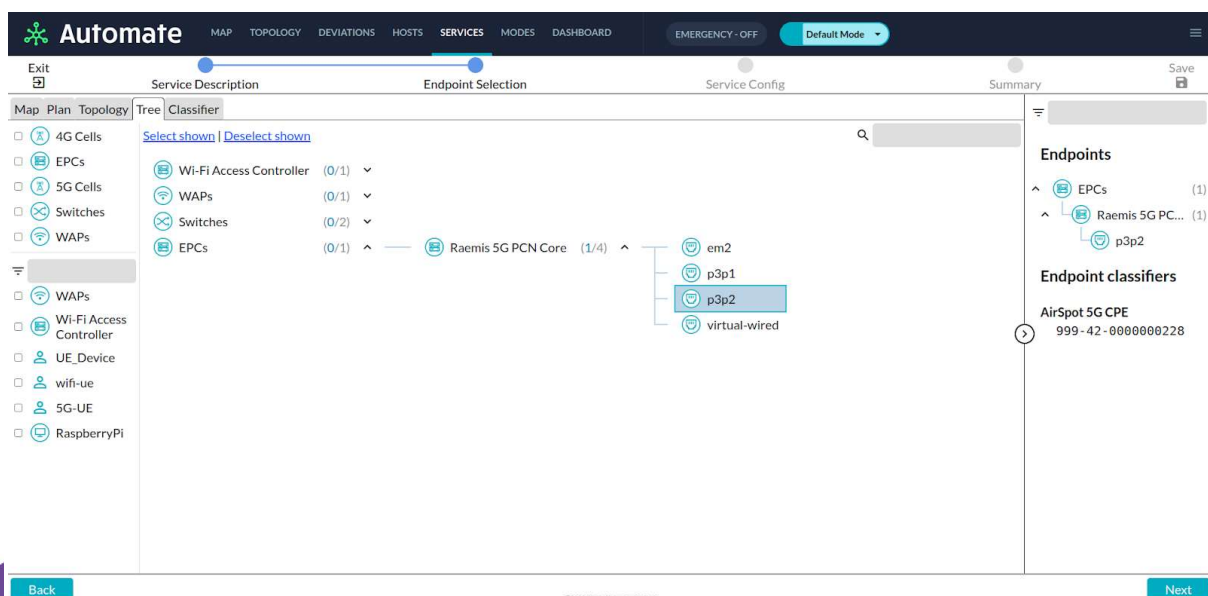 Automate MAP TOPOLOGY DEVIATIONS HOSTS SERVICES MODES DASHBOARD EMERGENCY - OFF Default Mode
Exit Service Description Endpoint Selection Service Config Summary Save
Map Plan Topology Tree Classifier
4G Cells
EPCs
5G Cells
Switches
WAPs
WAPs
Wi-Fi Access
Controller
UE_Device
wifi-ue
5G-UE
RaspberryPi
Select shown | Deselect shown
Wi-Fi Access Controller (0/1)
WAPs (0/1)
Switches (0/2)
EPCs (0/1) Raemis 5G PCN Core (1/4) em2
p3p1
p3p2
virtual-wired
Endpoints
EPCs (1)
Raemis 5G PC... (1)
p3p2
Endpoint classifiers
AirSpot 5G CPE
999-42-0000000228
Back Next